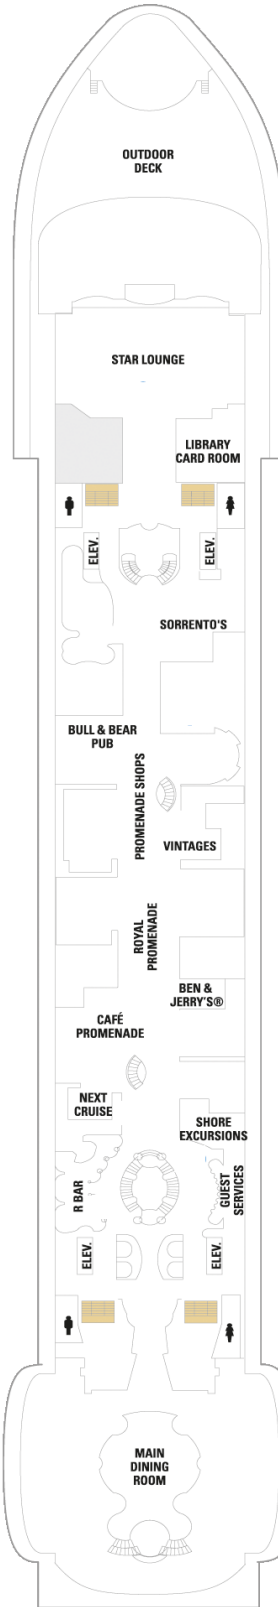 OUTDOOR
DECK
STAR LOUNGE
LIBRARY
CARD ROOM
ELEV.
ELEV.
SORRENTO'S
BULL & BEAR
PUB
PROMENADE SHOPS
VINTAGES
ROYAL
PROMENADE
BEN &
JERRY'S®
CAFÉ
PROMENADE
NEXT
CRUISE
SHORE
EXCURSIONS
R BAR
GUEST
SERVICES
ELEV.
ELEV.
MAIN
DINING
ROOM